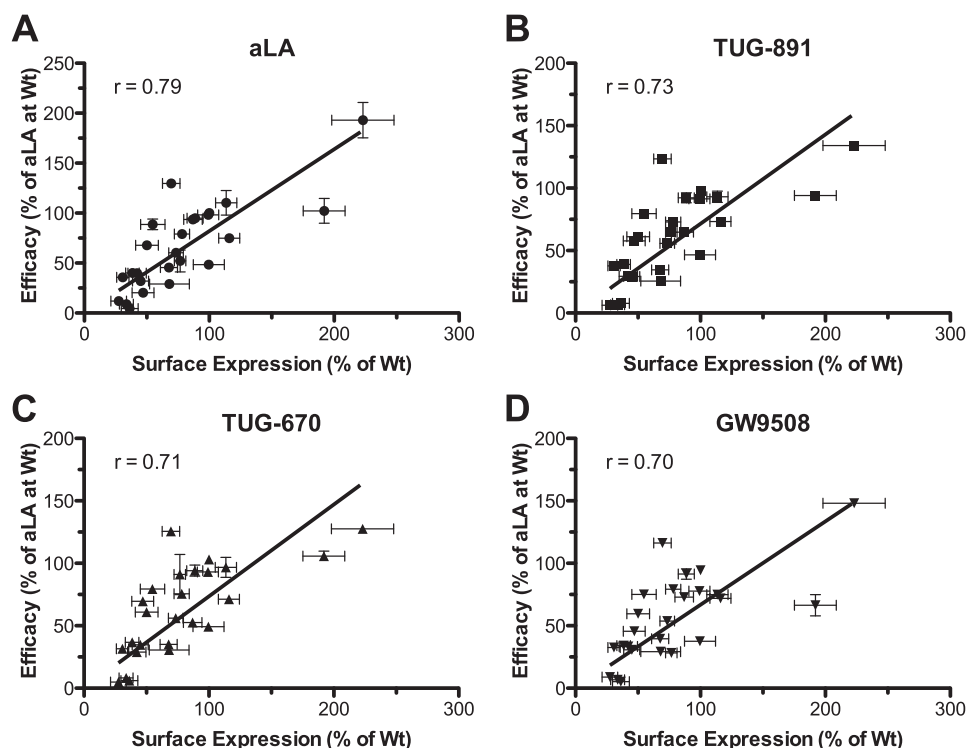 A
aLA
r = 0.79
Efficacy (% of aLA at Wt)
250
200
150
100
50
0
0 100 200 300
Surface Expression (% of Wt)
B
TUG-891
r = 0.73
Efficacy (% of aLA at Wt)
200
150
100
50
0
0 100 200 300
Surface Expression (% of Wt)
C
TUG-670
r = 0.71
Efficacy (% of aLA at Wt)
200
150
100
50
0
0 100 200 300
Surface Expression (% of Wt)
D
GW9508
r = 0.70
Efficacy (% of aLA at Wt)
200
150
100
50
0
0 100 200 300
Surface Expression (% of Wt)